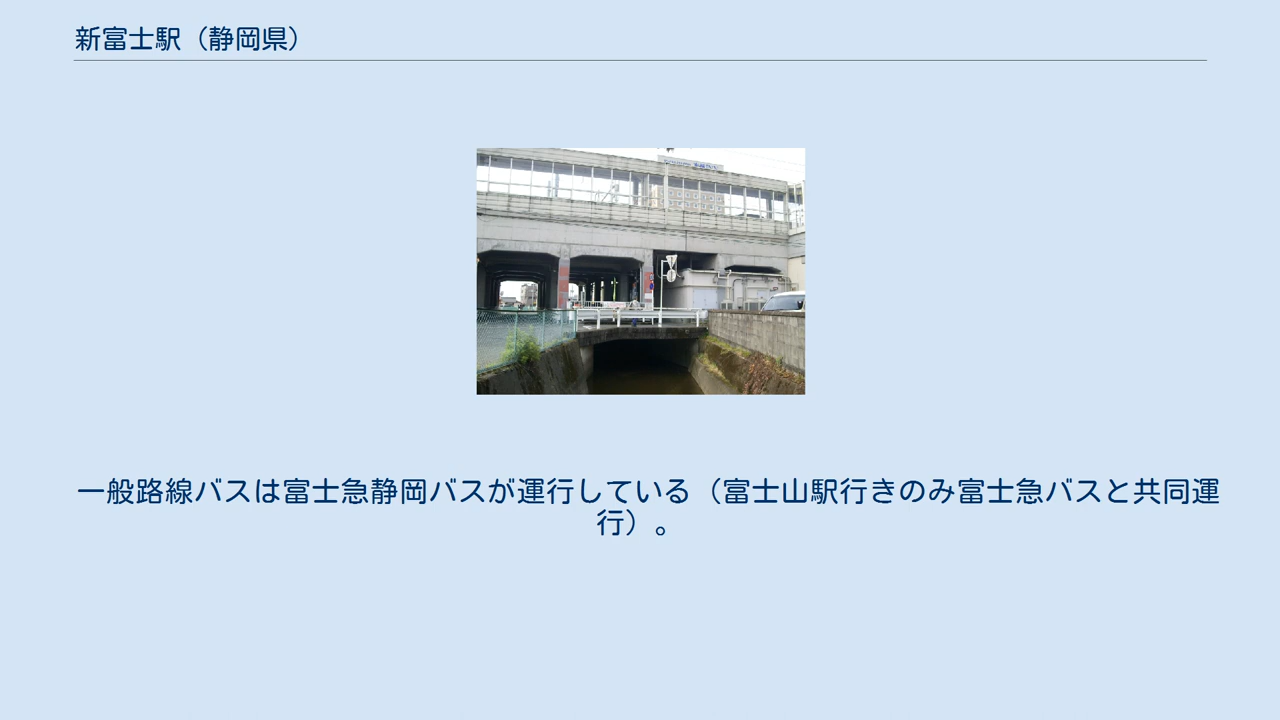 新富士駅（静岡県）
一般路線バスは富士急静岡バスが運行している（富士山駅行きのみ富士急バスと共同運
行）。